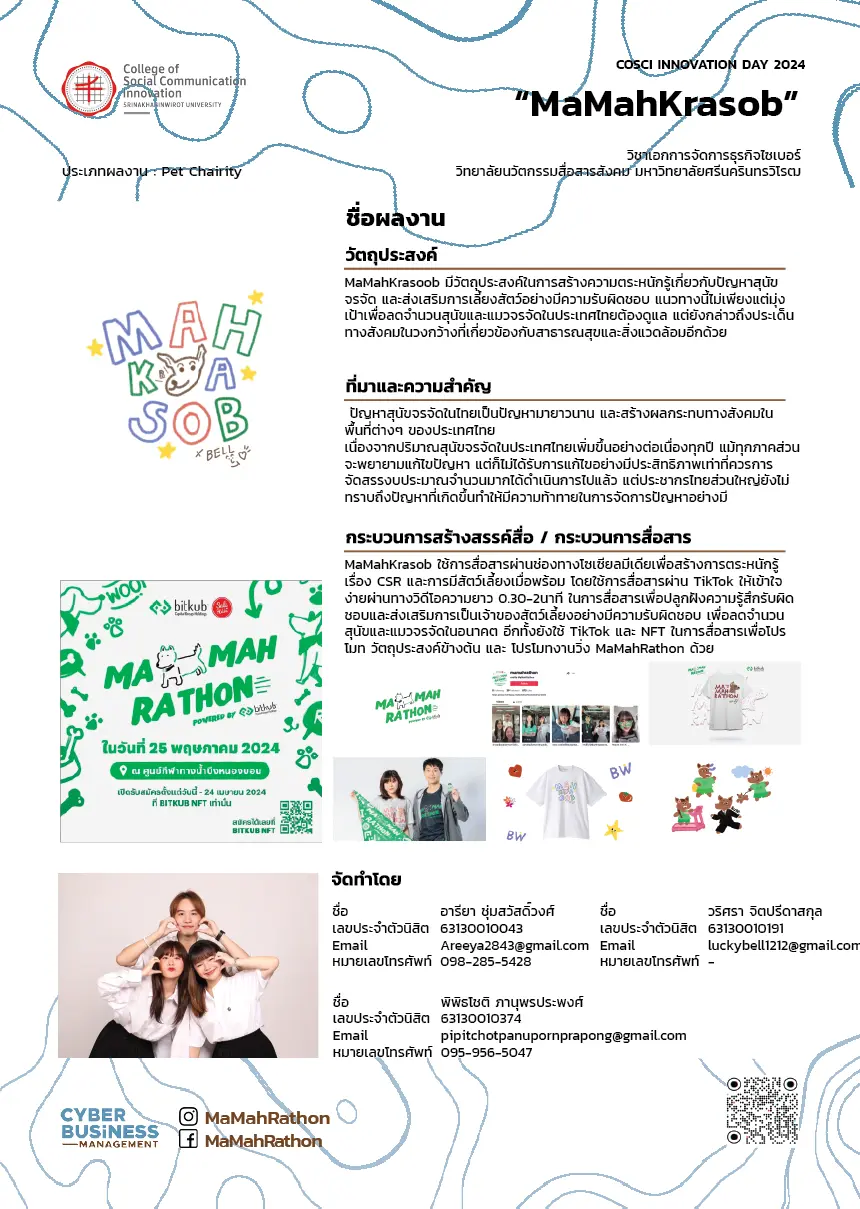 College of
Social Communication
Innovation
SRINAKHARINWIROT UNIVERSITY
COSCI INNOVATION DAY 2024
“MaMahKrasob”
วิชาเอกการจัดการธุรกิจไซเบอร์
วิทยาลัยนวัตกรรมสื่อสารสังคม มหาวิทยาลัยศรีนครินทรวิโรฒ
ประเภทผลงาน : Pet Chairity
ชื่อผลงาน
วัตถุประสงค์
MaMahKrasoob มีวัตถุประสงค์ในการสร้างความตระหนักรู้เกี่ยวกับปัญหาสุนัข
จรจัด และส่งเสริมการเลี้ยงสัตว์อย่างมีความรับผิดชอบ แนวทางนี้ไม่เพียงแต่มุ่ง
เป้าเพื่อลดจำนวนสุนัขและแมวจรจัดในประเทศไทยต้องดูแล แต่ยังกล่าวถึงประเด็น
ทางสังคมในวงกว้างที่เกี่ยวข้องกับสาธารณสุขและสิ่งแวดล้อมอีกด้วย
MAH
K A
SOB
x BELL
ที่มาและความสำคัญ
ปัญหาสุนัขจรจัดในไทยเป็นปัญหามายาวนาน และสร้างผลกระทบทางสังคมใน
พื้นที่ต่างๆ ของประเทศไทย
เนื่องจากปริมาณสุนัขจรจัดในประเทศไทยเพิ่มขึ้นอย่างต่อเนื่องทุกปี แม้ทุกภาคส่วน
จะพยายามแก้ไขปัญหา แต่ก็ไม่ได้รับการแก้ไขอย่างมีประสิทธิภาพเท่าที่ควรการ
จัดสรรงบประมาณจำนวนมากได้ดำเนินการไปแล้ว แต่ประชากรไทยส่วนใหญ่ยังไม่
ทราบถึงปัญหาที่เกิดขึ้นทำให้มีความท้าทายในการจัดการปัญหาอย่างมี
กระบวนการสร้างสรรค์สื่อ / กระบวนการสื่อสาร
MaMahKrasob ใช้การสื่อสารผ่านช่องทางโซเซียลมีเดียเพื่อสร้างการตระหนักรู้
เรื่อง CSR และการมีสัตว์เลี้ยงเมื่อพร้อม โดยใช้การสื่อสารผ่าน TikTok ให้เข้าใจ
ง่ายผ่านทางวิดีโอความยาว 0.30-2นาที ในการสื่อสารเพื่อปลูกฝังความรู้สึกรับผิด
ชอบและส่งเสริมการเป็นเจ้าของสัตว์เลี้ยงอย่างมีความรับผิดชอบ เพื่อลดจำนวน
สุนัขและแมวจรจัดในอนาคต อีกทั้งยังใช้ TikTok และ NFT ในการสื่อสารเพื่อโปร
โมท วัตถุประสงค์ข้างต้น และ โปรโมทงานวิ่ง MaMahRathon ด้วย
WOOF
bitkub
MA MAH
RATHON
POWERED BY bitkub
ในวันที่ 25 พฤษภาคม 2024
ณ ศูนย์กีฬาทางน้ำบึงหนองบอน
เปิดรับสมัครตั้งแต่วันนี้ - 24 เมษายน 2024
ที่ BITKUB NFT เท่านั้น
สมัครได้เลยที่
BITKUB NFT
MA MAH
RATHON
mamahrathon
bitkub
MA MAH
RATHON
MA MAH
RATHON
MAH
K A
SOB
BW
BW
จัดทำโดย
ชื่อ อารียา ชุ่มสวัสดิ์วงศ์
เลขประจำตัวนิสิต 63130010043
Email Areeya2843@gmail.com
หมายเลขโทรศัพท์ 098-285-5428
ชื่อ วริศรา จิตปรีดาสกุล
เลขประจำตัวนิสิต 63130010191
Email luckybell1212@gmail.com
หมายเลขโทรศัพท์ -
ชื่อ พิพิธโชติ ภานุพรประพงศ์
เลขประจำตัวนิสิต 63130010374
Email pipitchotpanupornprapong@gmail.com
หมายเลขโทรศัพท์ 095-956-5047
CYBER
BUSINESS
MANAGEMENT
MaMahRathon
MaMahRathon